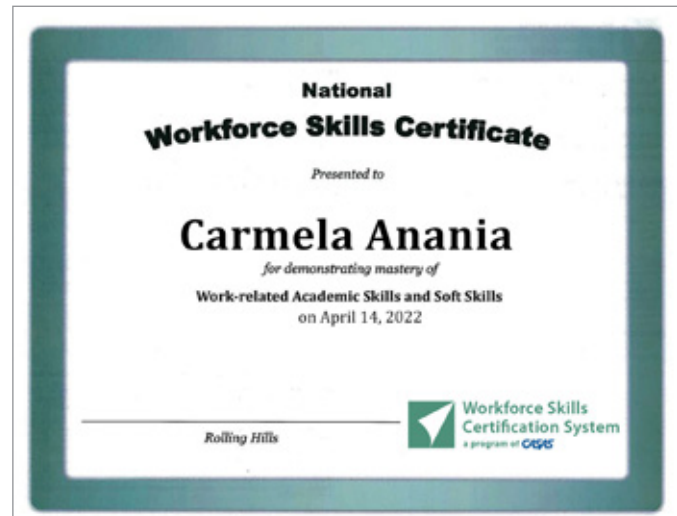 National
Workforce Skills Certificate
Presented to
Carmela Anania
for demonstrating mastery of
Work-related Academic Skills and Soft Skills
on April 14, 2022
Rolling Hills
Workforce Skills
Certification System
a program of CASAS